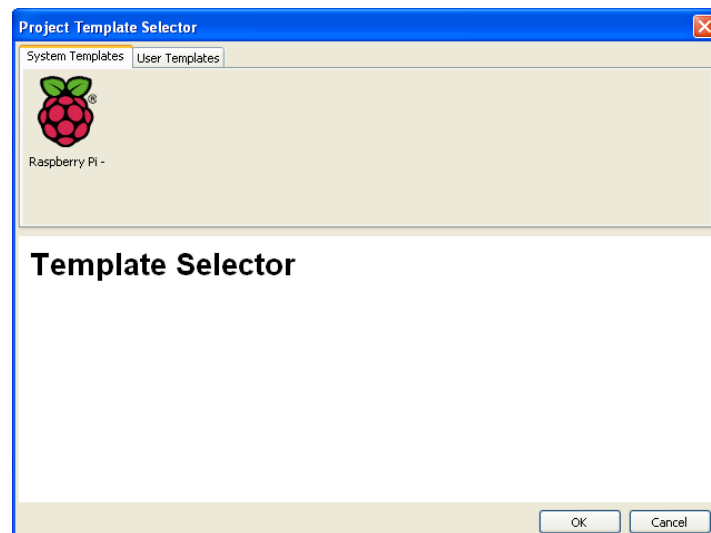 Project Template Selector
System Templates
User Templates
®
Raspberry Pi -
Template Selector
OK
Cancel